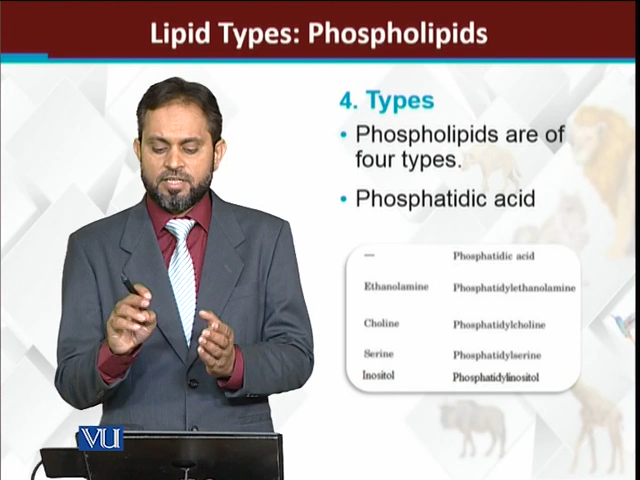 Lipid Types: Phospholipids
4. Types
• Phospholipids are of
four types.
• Phosphatidic acid
— Phosphatidic acid
Ethanolamine Phosphatidylethanolamine
Choline Phosphatidylcholine
Serine Phosphatidylserine
Inositol Phosphatidylinositol
VU